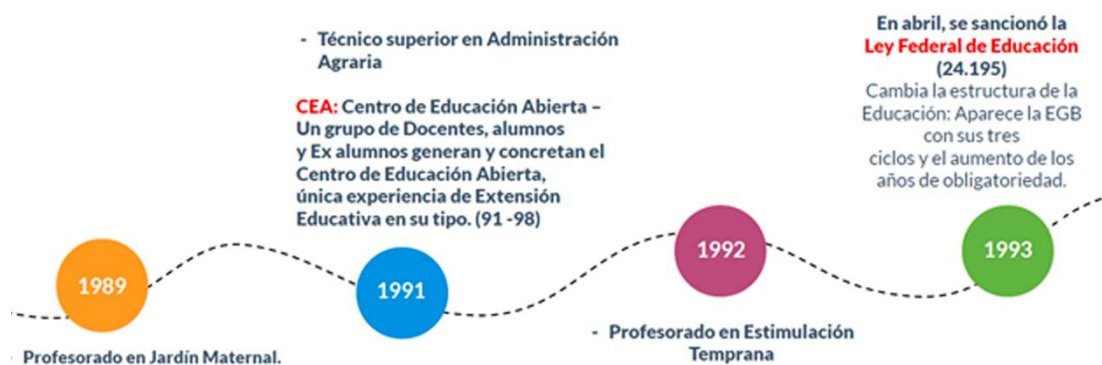 1989
- Profesorado en Jardín Maternal.
- Técnico superior en Administración
Agraria
CEA: Centro de Educación Abierta –
Un grupo de Docentes, alumnos
y Ex alumnos generan y concretan el
Centro de Educación Abierta,
única experiencia de Extensión
Educativa en su tipo. (91 -98)
1991
1992
- Profesorado en Estimulación
Temprana
En abril, se sancionó la
Ley Federal de Educación
(24.195)
Cambia la estructura de la
Educación: Aparece la EGB
con sus tres
ciclos y el aumento de los
años de obligatoriedad.
1993